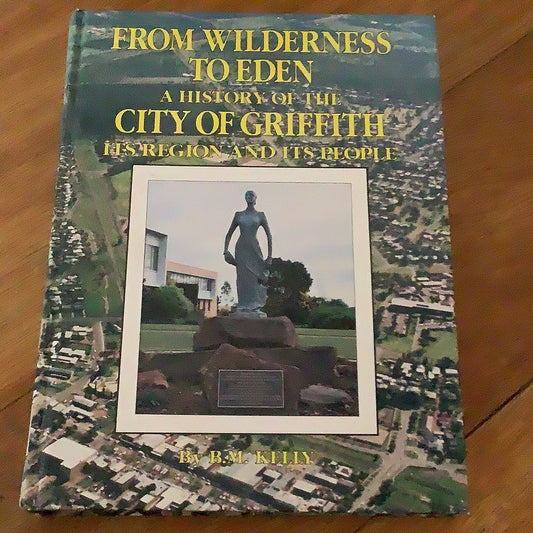 FROM WILDERNESS
TO EDEN
A HISTORY OF THE
CITY OF GRIFFITH
ITS REGION AND ITS PEOPLE
By B.M. KELLY